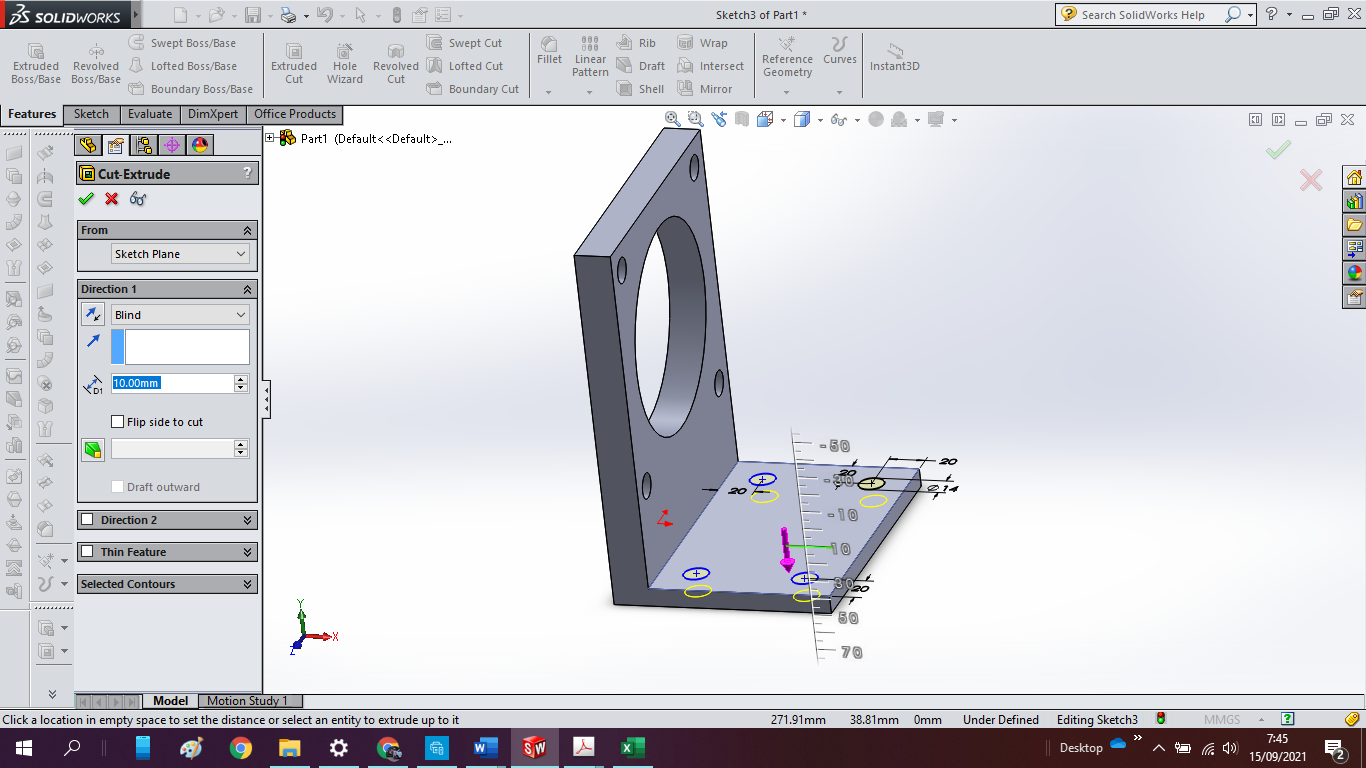 SOLIDWORKS
Sketch3 of Part1 *
Search SolidWorks Help
?
Extruded Boss/Base
Revolved Boss/Base
Swept Boss/Base
Lofted Boss/Base
Boundary Boss/Base
Extruded Cut
Hole Wizard
Revolved Cut
Swept Cut
Lofted Cut
Boundary Cut
Fillet
Linear Pattern
Rib
Draft
Shell
Wrap
Intersect
Mirror
Reference Geometry
Curves
Instant3D
Features
Sketch
Evaluate
DimXpert
Office Products
Part1 (Default<<Default>_...
Cut-Extrude
?
From
Sketch Plane
Direction 1
Blind
D1
10.00mm
Flip side to cut
Draft outward
Direction 2
Thin Feature
Selected Contours
-50
-30
-10
10
30
50
70
20
20
20
20
Ø14
Y
X
Z
Model
Motion Study 1
Click a location in empty space to set the distance or select an entity to extrude up to it
271.91mm
38.81mm
0mm
Under Defined
Editing Sketch3
MMGS
?
Desktop
»
7:45
15/09/2021
2